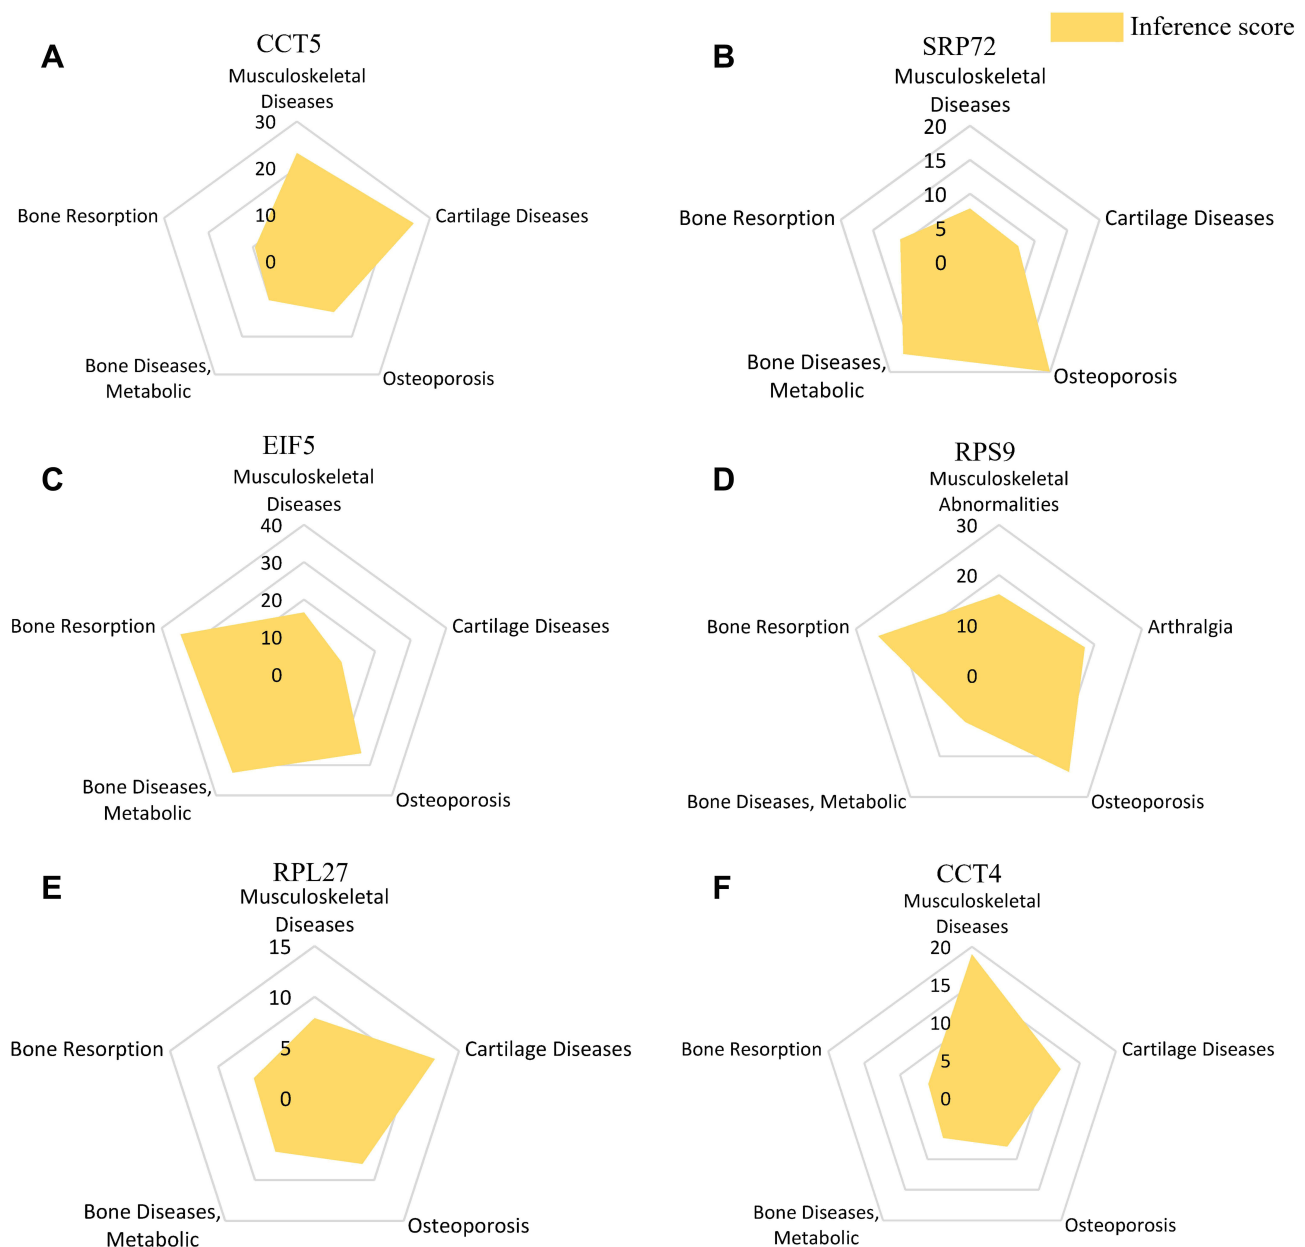 Inference score
A
CCT5
Musculoskeletal
Diseases
30
20
10
0
Bone Resorption
Cartilage Diseases
Bone Diseases,
Metabolic
Osteoporosis
B
SRP72
Musculoskeletal
Diseases
20
15
10
5
0
Bone Resorption
Cartilage Diseases
Bone Diseases,
Metabolic
Osteoporosis
C
EIF5
Musculoskeletal
Diseases
40
30
20
10
0
Bone Resorption
Cartilage Diseases
Bone Diseases,
Metabolic
Osteoporosis
D
RPS9
Musculoskeletal
Abnormalities
30
20
10
0
Bone Resorption
Arthralgia
Bone Diseases, Metabolic
Osteoporosis
E
RPL27
Musculoskeletal
Diseases
15
10
5
0
Bone Resorption
Cartilage Diseases
Bone Diseases,
Metabolic
Osteoporosis
F
CCT4
Musculoskeletal
Diseases
20
15
10
5
0
Bone Resorption
Cartilage Diseases
Bone Diseases,
Metabolic
Osteoporosis